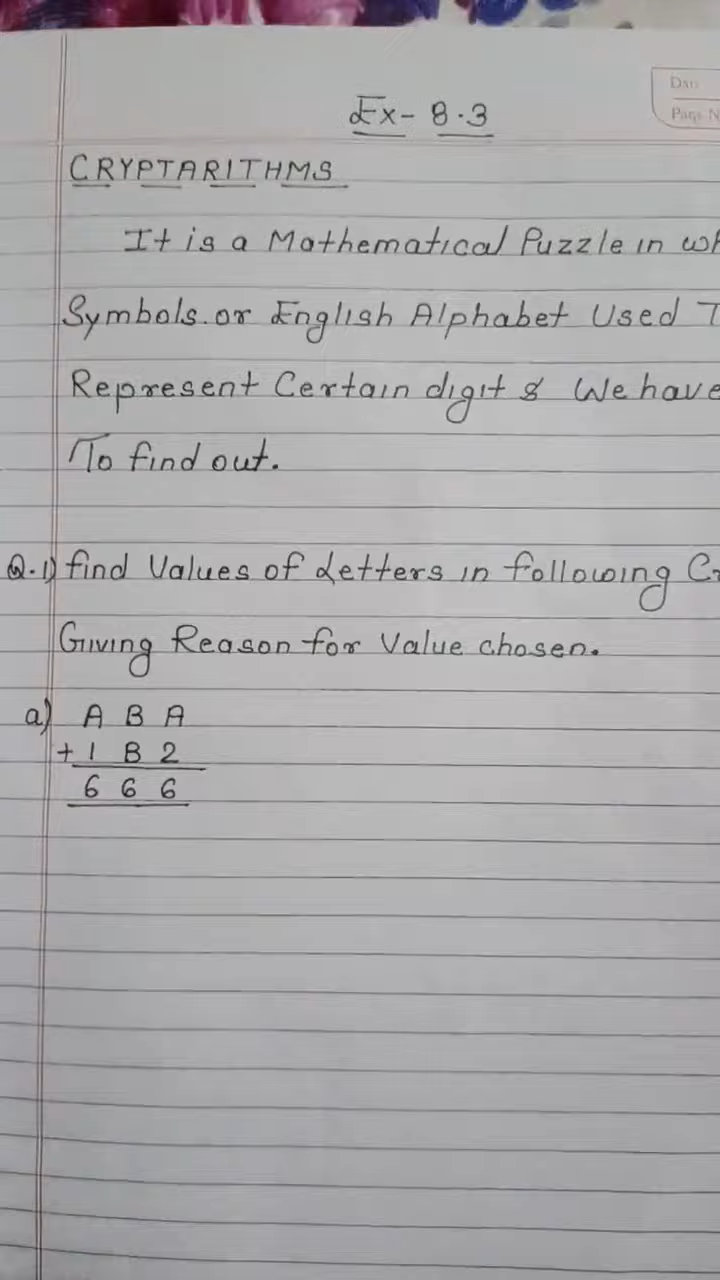 Ex- 8.3
CRYPTARITHMS
It is a Mathematical Puzzle in
Symbols or English Alphabet Used
Represent Certain digit & We have
To find out.
Q.1) find Values of Letters in following
Giving Reason for Value chosen.
a) A B A
+ 1 B 2
6 6 6